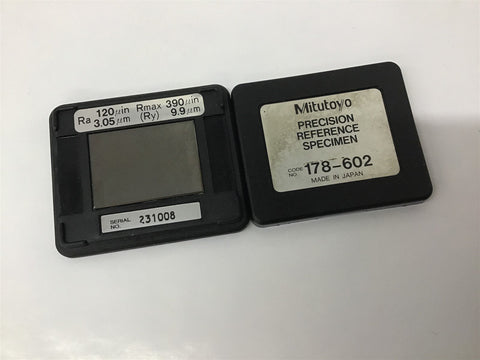 Ra 120μin Rmax 390μin
3.05μm (Ry) 9.9μm
SERIAL NO. 231008
Mitutoyo
PRECISION
REFERENCE
SPECIMEN
CODE NO. 178-602
MADE IN JAPAN